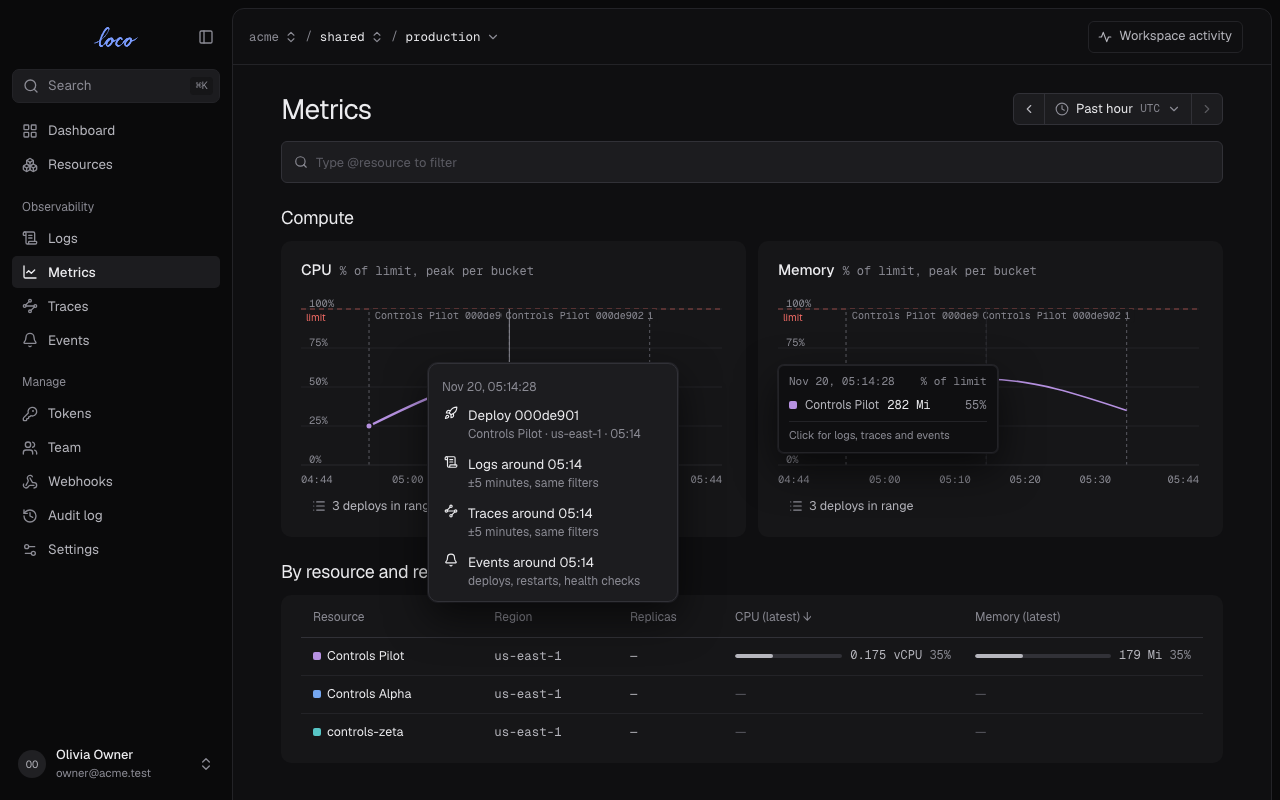 loco
acme / shared / production
Workspace activity
Search ⌘K
Dashboard
Resources
Observability
Logs
Metrics
Traces
Events
Manage
Tokens
Team
Webhooks
Audit log
Settings
OO
Olivia Owner
owner@acme.test
Metrics
Past hour UTC
Type @resource to filter
Compute
CPU % of limit, peak per bucket
100%
limit
Controls Pilot 000de9 Controls Pilot 000de902 1
75%
50%
25%
0%
04:44 05:00 05:44
3 deploys in rang
Nov 20, 05:14:28
Deploy 000de901
Controls Pilot · us-east-1 · 05:14
Logs around 05:14
±5 minutes, same filters
Traces around 05:14
±5 minutes, same filters
Events around 05:14
deploys, restarts, health checks
Memory % of limit, peak per bucket
100%
limit
Controls Pilot 000de9 Controls Pilot 000de902 1
75%
Nov 20, 05:14:28 % of limit
Controls Pilot 282 Mi 55%
Click for logs, traces and events
0%
04:44 05:00 05:10 05:20 05:30 05:44
3 deploys in range
By resource and re
Resource Region Replicas CPU (latest) ↓ Memory (latest)
Controls Pilot us-east-1 — 0.175 vCPU 35% 179 Mi 35%
Controls Alpha us-east-1 — — —
controls-zeta us-east-1 — — —